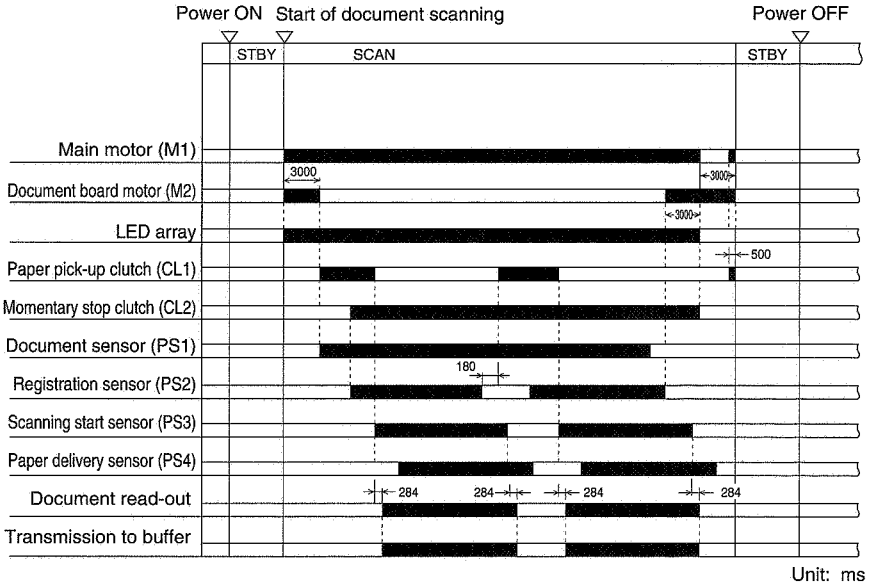 Power ON Start of document scanning Power OFF
STBY SCAN STBY
Main motor (M1)
3000 3000
Document board motor (M2)
3000
LED array
500
Paper pick-up clutch (CL1)
Momentary stop clutch (CL2)
Document sensor (PS1)
180
Registration sensor (PS2)
Scanning start sensor (PS3)
Paper delivery sensor (PS4)
284 284 284 284
Document read-out
Transmission to buffer
Unit: ms